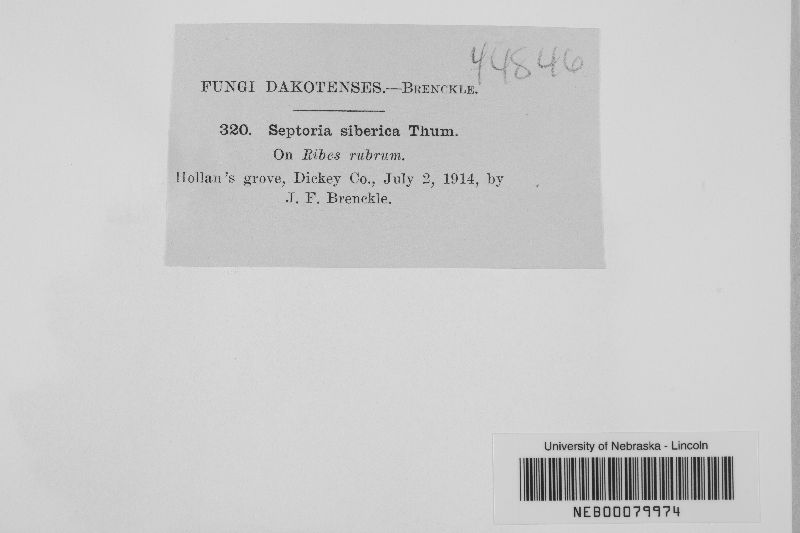 44846
FUNGI DAKOTENSES.—BRENCKLE.
320. Septoria siberica Thum.
On Ribes rubrum.
Hollan's grove, Dickey Co., July 2, 1914, by
J. F. Brenckle.
University of Nebraska - Lincoln
NEB00079974